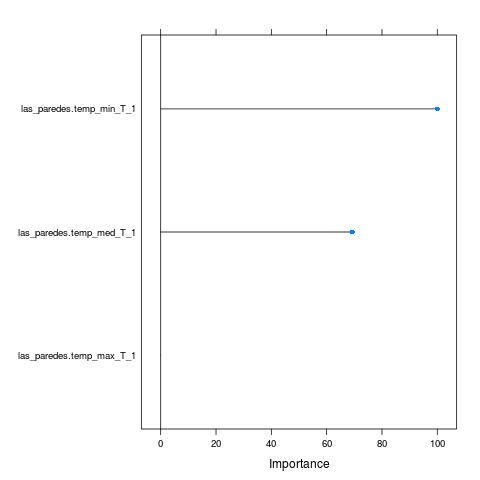 las_paredes.temp_min_T_1
las_paredes.temp_med_T_1
las_paredes.temp_max_T_1
0 20 40 60 80 100
Importance